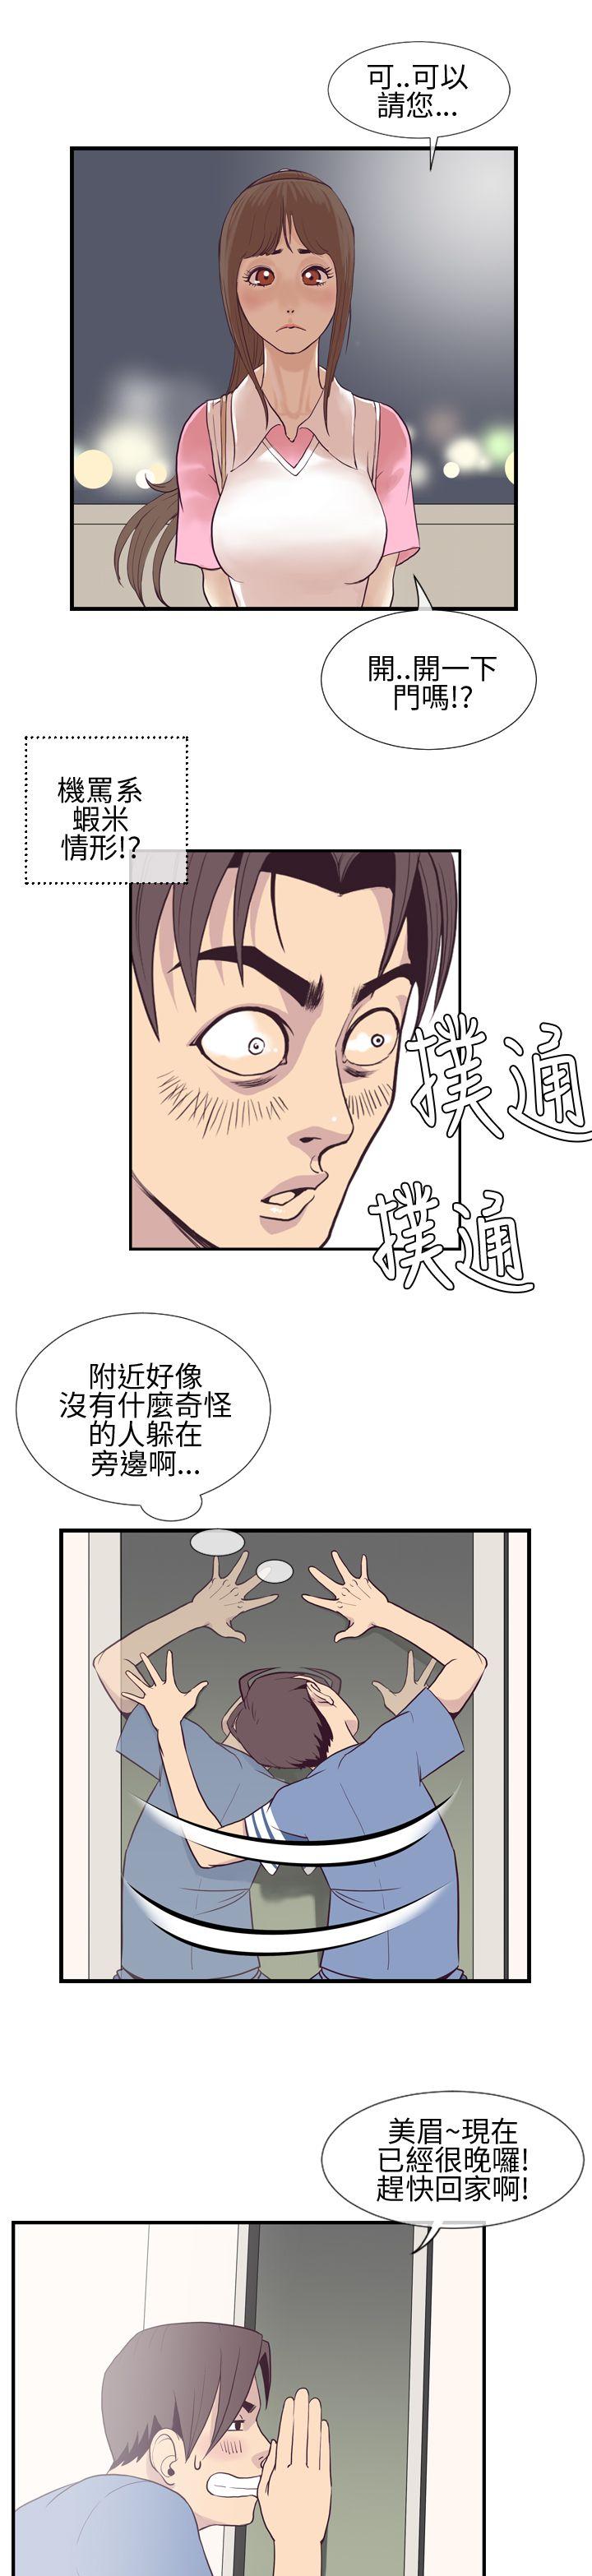 可..可以
請您...
開..開一下
門嗎!?
機罵系
蝦米
情形!?
撲通
撲通
附近好像
沒有什麼奇怪
的人躲在
旁邊啊...
美眉~現在
已經很晚囉!
趕快回家啊!